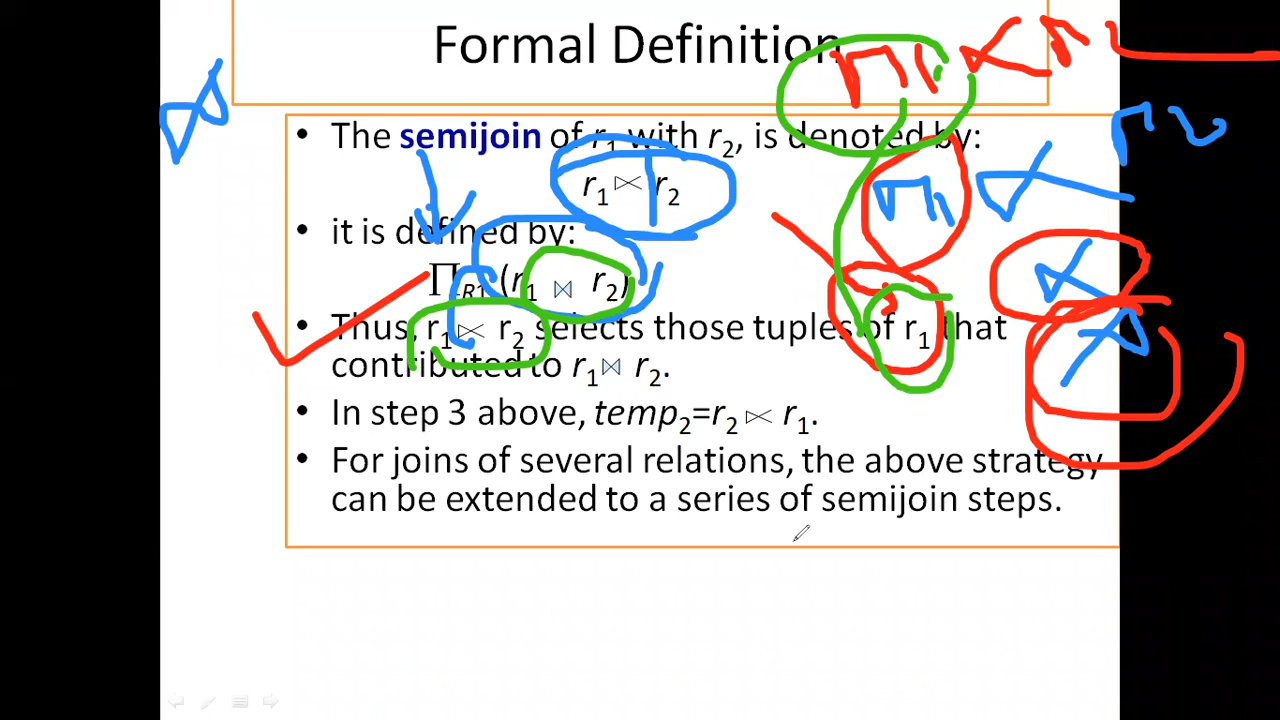 Formal Definition
• The semijoin of r1 with r2, is denoted by:
r1 ⋉ r2
• it is defined by:
∏R1 (r1 ⋈ r2)
• Thus, r1 ⋉ r2 selects those tuples of r1 that
contributed to r1 ⋈ r2.
• In step 3 above, temp2=r2 ⋉ r1.
• For joins of several relations, the above strategy
can be extended to a series of semijoin steps.